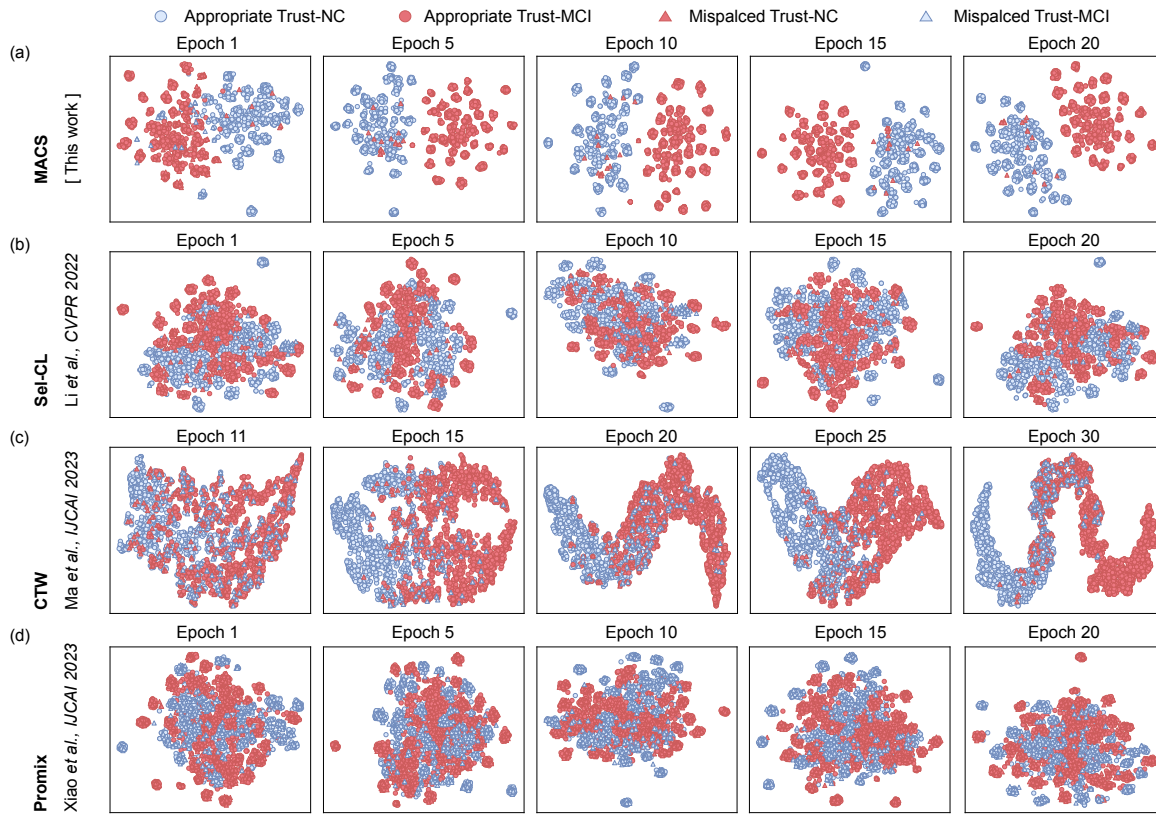 Appropriate Trust-NC Appropriate Trust-MCI Mispalced Trust-NC Mispalced Trust-MCI
(a) Epoch 1 Epoch 5 Epoch 10 Epoch 15 Epoch 20
MACS
[ This work ]
(b) Epoch 1 Epoch 5 Epoch 10 Epoch 15 Epoch 20
Sel-CL
Li et al., CVPR 2022
(c) Epoch 11 Epoch 15 Epoch 20 Epoch 25 Epoch 30
CTW
Ma et al., IJCAI 2023
(d) Epoch 1 Epoch 5 Epoch 10 Epoch 15 Epoch 20
Promix
Xiao et al., IJCAI 2023